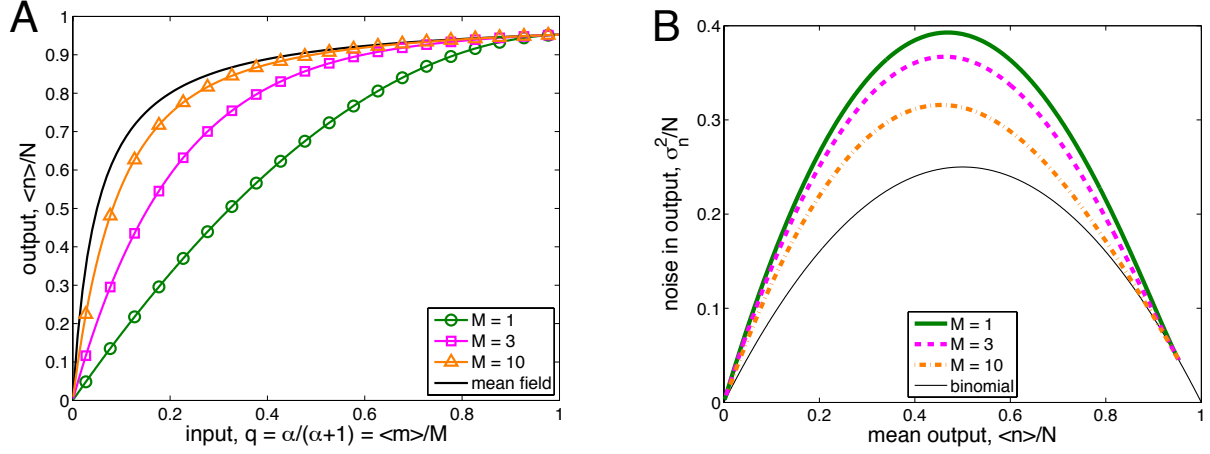 A
output, <n>/N
1
0.9
0.8
0.7
0.6
0.5
0.4
0.3
0.2
0.1
0
0 0.2 0.4 0.6 0.8 1
input, q = α/(α+1) = <m>/M
M = 1
M = 3
M = 10
mean field
B
noise in output, σₙ²/N
0.4
0.3
0.2
0.1
0
0 0.2 0.4 0.6 0.8 1
mean output, <n>/N
M = 1
M = 3
M = 10
binomial